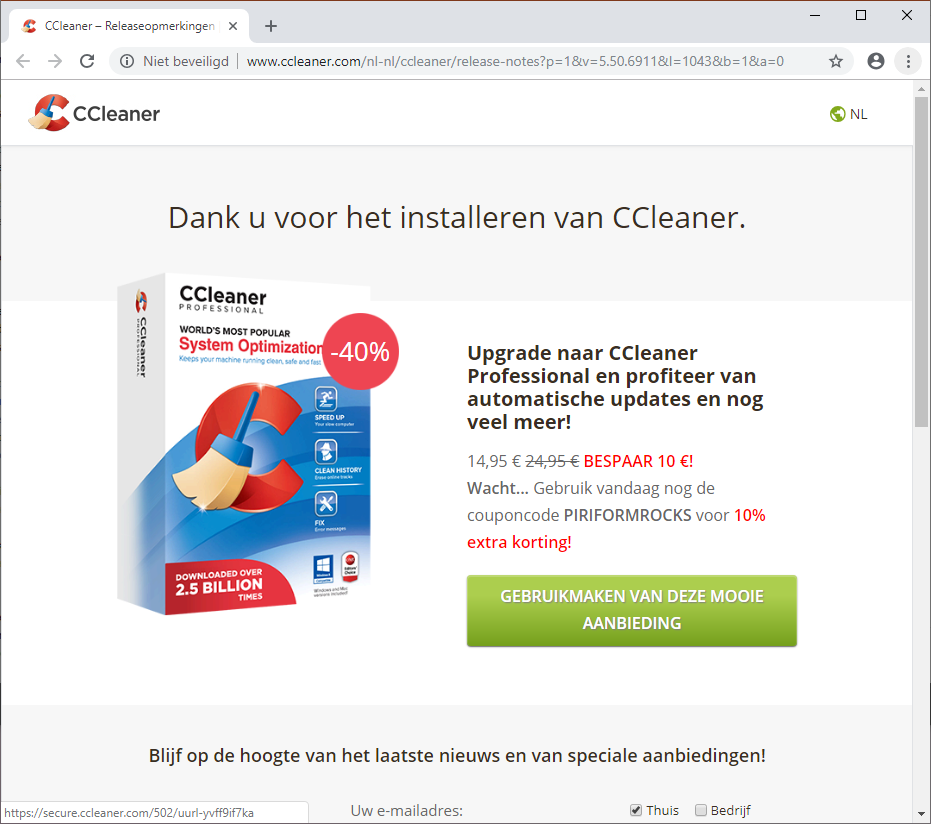 CCleaner – Releaseopmerkingen
Niet beveiligd
www.ccleaner.com/nl-nl/ccleaner/release-notes?p=1&v=5.50.6911&l=1043&b=1&a=0
CCleaner
NL
Dank u voor het installeren van CCleaner.
CCleaner
PROFESSIONAL
CCleaner
PROFESSIONAL
WORLD'S MOST POPULAR
System Optimization
Keeps your machine running clean, safe and fast
-40%
SPEED UP
Your slow computer
CLEAN HISTORY
Erase online tracks
FIX
Error messages
DOWNLOADED OVER
2.5 BILLION
TIMES
Windows and Mac
versions included!
Upgrade naar CCleaner
Professional en profiteer van
automatische updates en nog
veel meer!
14,95 € 24,95 € BESPAAR 10 €!
Wacht... Gebruik vandaag nog de
couponcode PIRIFORMROCKS voor 10%
extra korting!
GEBRUIKMAKEN VAN DEZE MOOIE
AANBIEDING
Blijf op de hoogte van het laatste nieuws en van speciale aanbiedingen!
Uw e-mailadres:
Thuis
Bedrijf
https://secure.ccleaner.com/502/uurl-yvff9if7ka